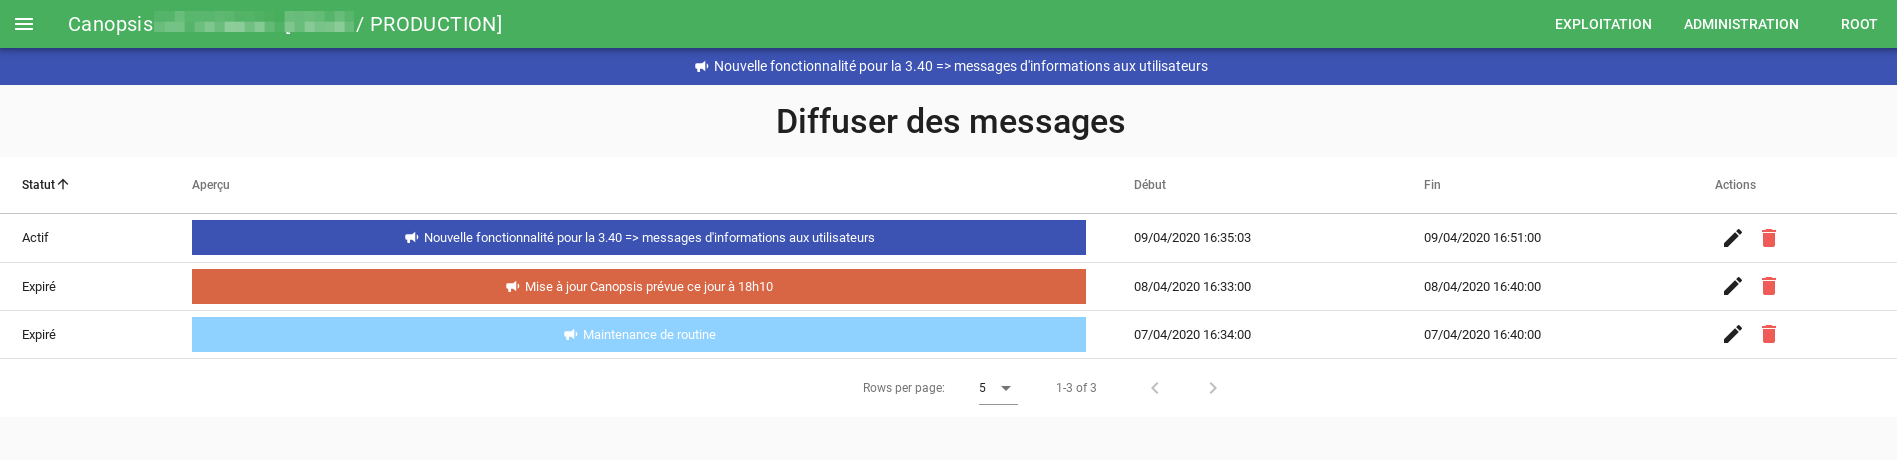 Canopsis / PRODUCTION]
EXPLOITATION ADMINISTRATION ROOT
Nouvelle fonctionnalité pour la 3.40 => messages d'informations aux utilisateurs
Diffuser des messages
Statut Aperçu Début Fin Actions
Actif Nouvelle fonctionnalité pour la 3.40 => messages d'informations aux utilisateurs 09/04/2020 16:35:03 09/04/2020 16:51:00
Expiré Mise à jour Canopsis prévue ce jour à 18h10 08/04/2020 16:33:00 08/04/2020 16:40:00
Expiré Maintenance de routine 07/04/2020 16:34:00 07/04/2020 16:40:00
Rows per page: 5 1-3 of 3